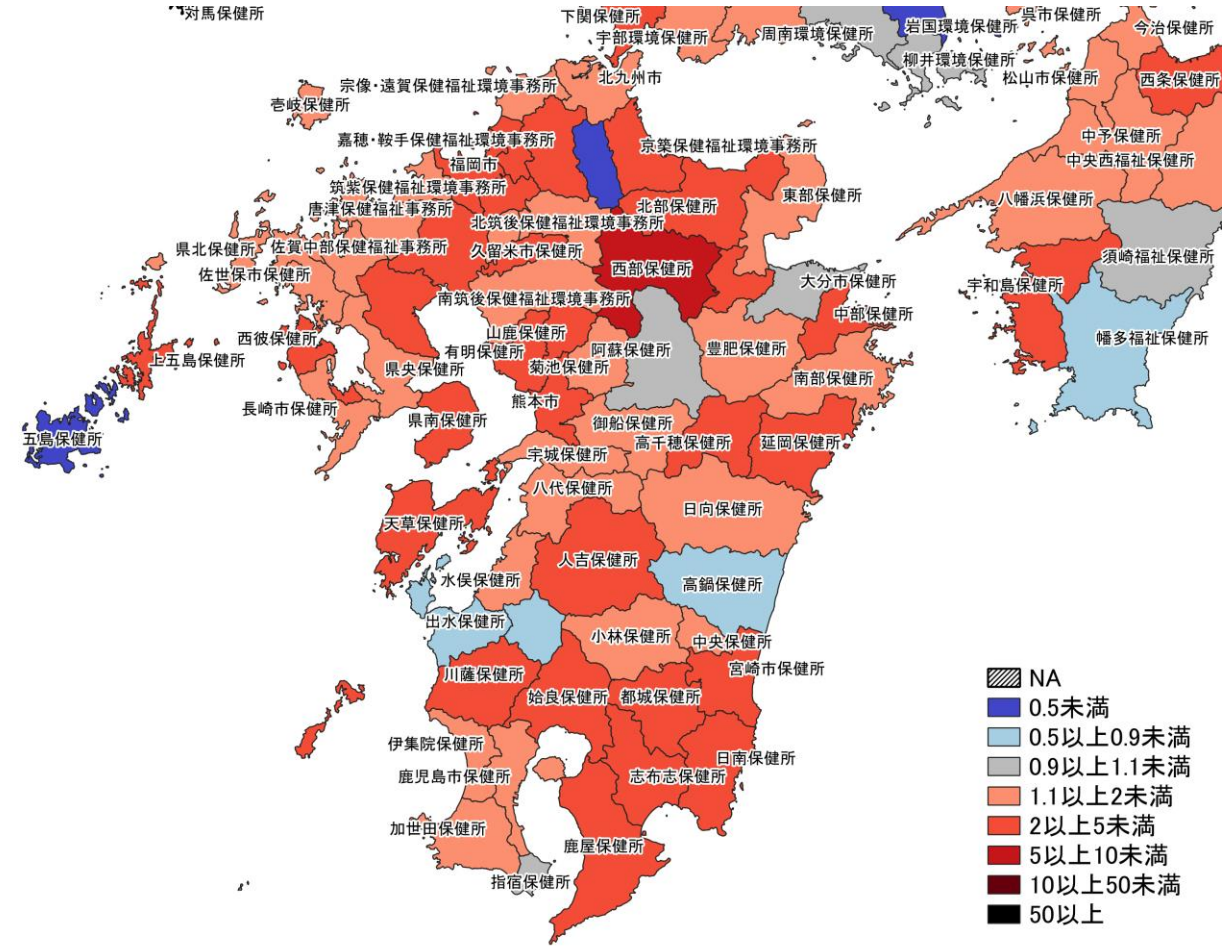 対馬保健所
下関保健所
宇部環境保健所
周南環境保健所
岩国環境保健所
呉市保健所
今治保健所
柳井環境保健所
松山市保健所
西条保健所
北九州市
宗像・遠賀保健福祉環境事務所
壱岐保健所
嘉穂・鞍手保健福祉環境事務所
京築保健福祉環境事務所
中予保健所
中央西福祉保健所
福岡市
筑紫保健福祉環境事務所
東部保健所
八幡浜保健所
唐津保健福祉事務所
北部保健所
北筑後保健福祉環境事務所
県北保健所
佐賀中部保健福祉事務所
久留米市保健所
須崎福祉保健所
佐世保市保健所
西部保健所
大分市保健所
宇和島保健所
南筑後保健福祉環境事務所
中部保健所
山鹿保健所
西彼保健所
幡多福祉保健所
有明保健所
阿蘇保健所
豊肥保健所
上五島保健所
県央保健所
菊池保健所
南部保健所
長崎市保健所
熊本市
県南保健所
御船保健所
五島保健所
高千穂保健所
延岡保健所
宇城保健所
八代保健所
日向保健所
天草保健所
人吉保健所
水俣保健所
高鍋保健所
出水保健所
小林保健所
中央保健所
宮崎市保健所
川薩保健所
姶良保健所
都城保健所
伊集院保健所
日南保健所
鹿児島市保健所
志布志保健所
加世田保健所
鹿屋保健所
指宿保健所
NA
0.5未満
0.5以上0.9未満
0.9以上1.1未満
1.1以上2未満
2以上5未満
5以上10未満
10以上50未満
50以上